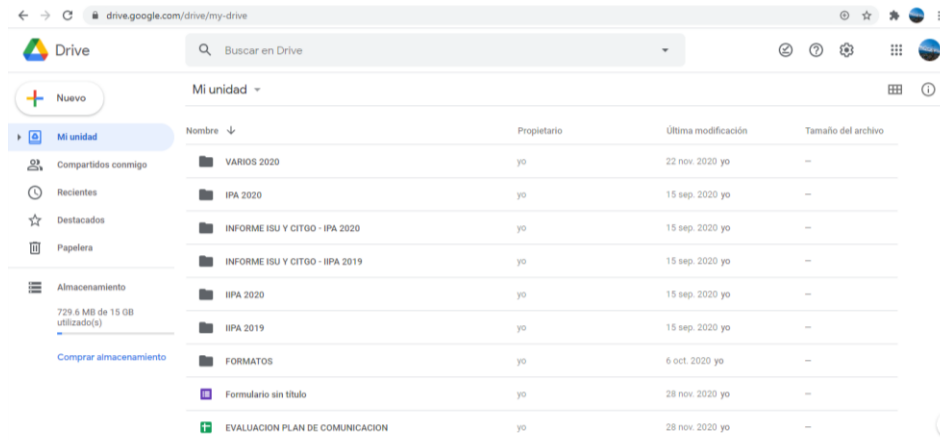 drive.google.com/drive/my-drive
Drive
Buscar en Drive
Nuevo
Mi unidad
Compartidos conmigo
Recientes
Destacados
Papelera
Almacenamiento
729.6 MB de 15 GB
utilizado(s)
Comprar almacenamiento
Mi unidad
Nombre Propietario Última modificación Tamaño del archivo
VARIOS 2020 yo 22 nov. 2020 yo –
IPA 2020 yo 15 sep. 2020 yo –
INFORME ISU Y CITGO - IPA 2020 yo 15 sep. 2020 yo –
INFORME ISU Y CITGO - IIPA 2019 yo 15 sep. 2020 yo –
IIPA 2020 yo 15 sep. 2020 yo –
IIPA 2019 yo 15 sep. 2020 yo –
FORMATOS yo 6 oct. 2020 yo –
Formulario sin título yo 28 nov. 2020 yo –
EVALUACION PLAN DE COMUNICACION yo 28 nov. 2020 yo –